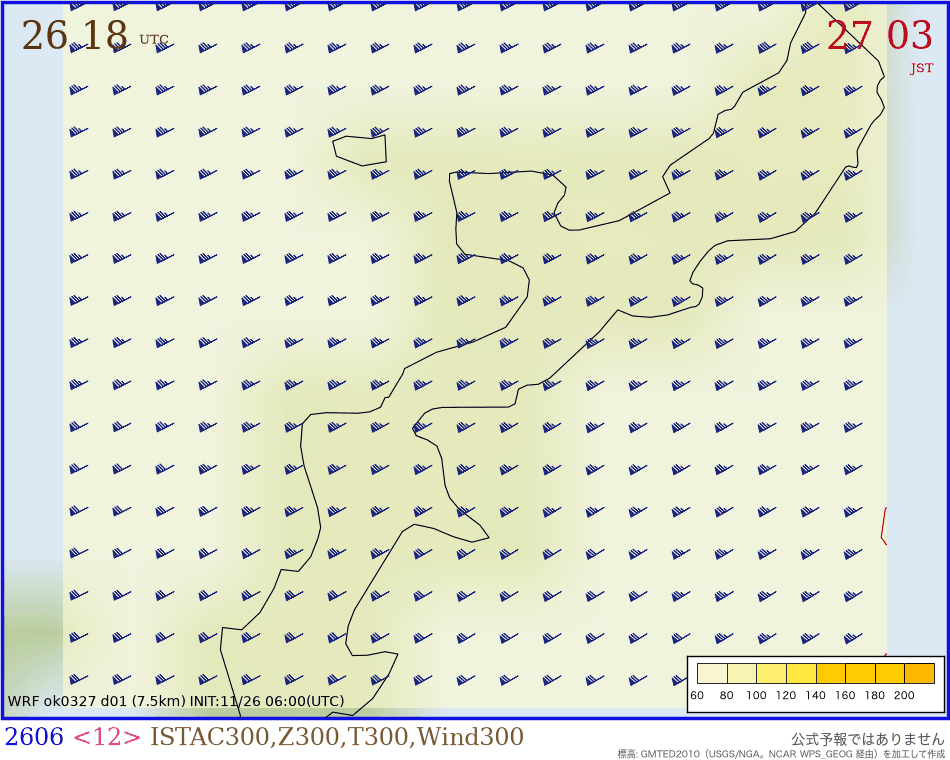 26 18 UTC
27 03
JST
WRF ok0327 d01 (7.5km) INIT:11/26 06:00(UTC)
60 80 100 120 140 160 180 200
2606 <12> ISTAC300,Z300,T300,Wind300
公式予報ではありません
標高: GMTED2010（USGS/NGA。NCAR WPS_GEOG 経由）を加工して作成